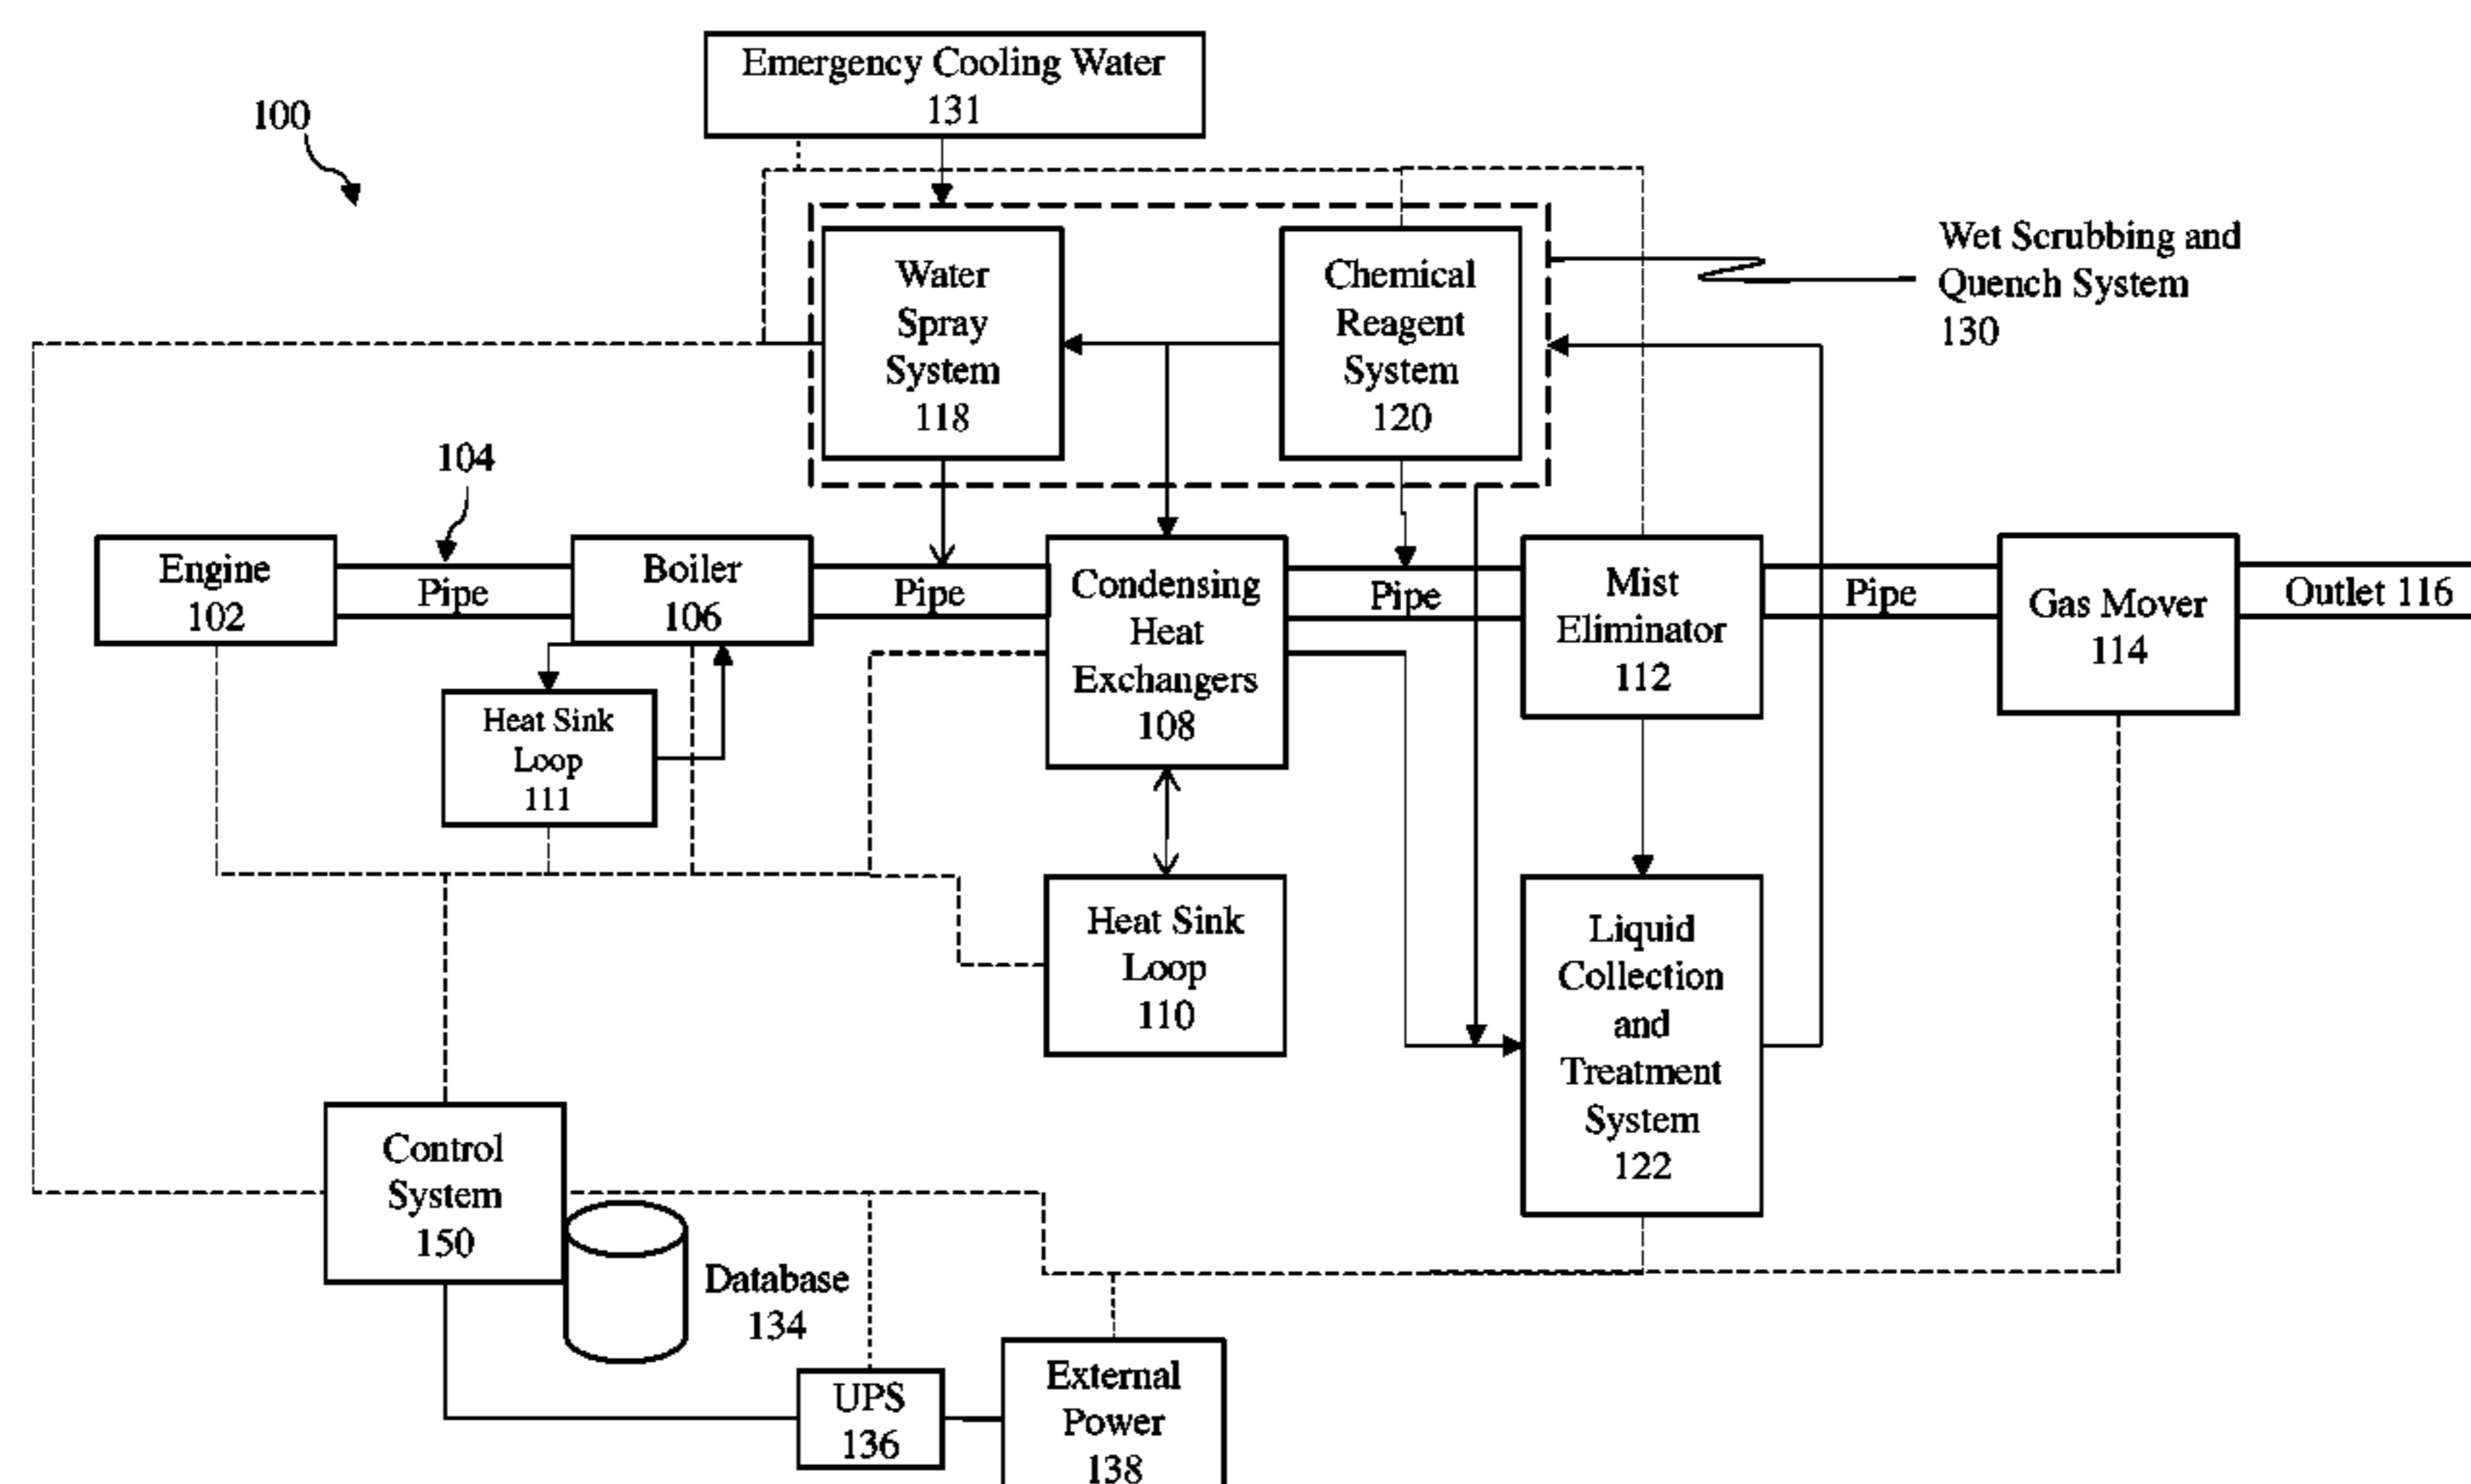 Emergency Cooling Water
131
100
Water
Spray
System
118
Chemical
Reagent
System
120
Wet Scrubbing and
Quench System
130
104
Engine
102
Pipe
Boiler
106
Pipe
Condensing
Heat
Exchangers
108
Pipe
Mist
Eliminator
112
Pipe
Gas Mover
114
Outlet 116
Heat Sink
Loop
111
Heat Sink
Loop
110
Liquid
Collection
and
Treatment
System
122
Control
System
150
Database
134
UPS
136
External
Power
138